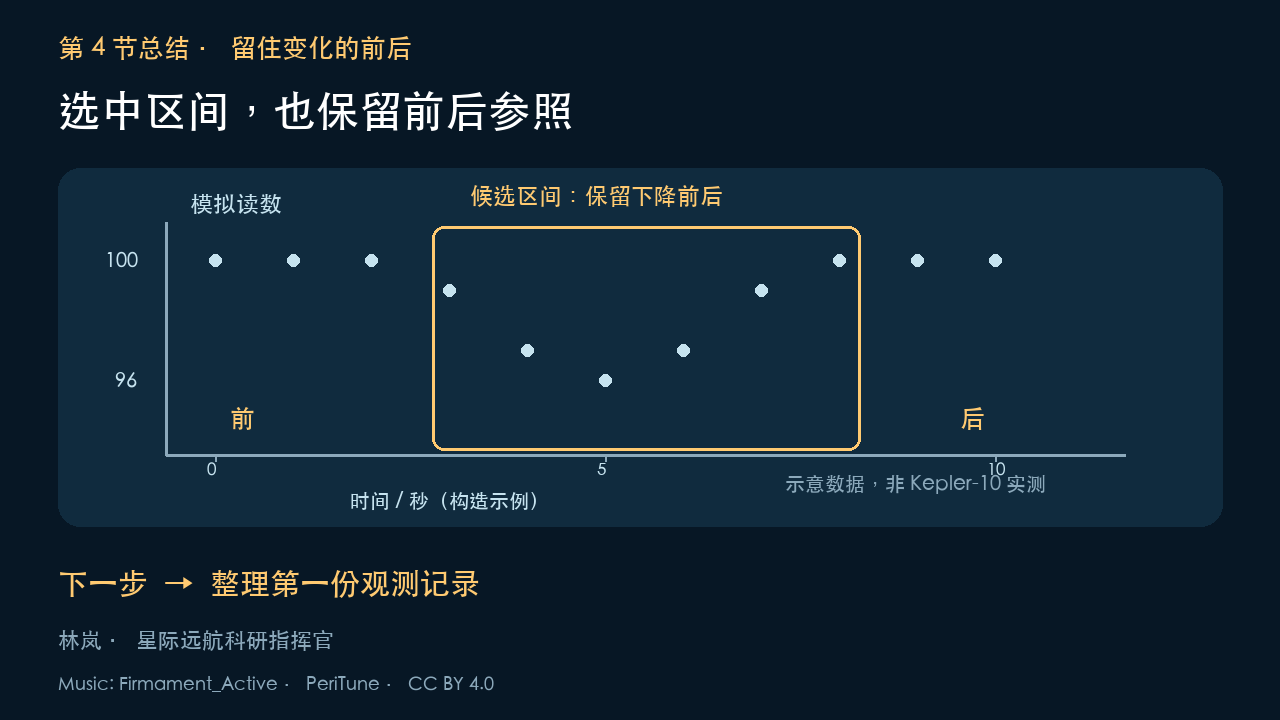 第 4 节总结 · 留住变化的前后
选中区间，也保留前后参照
模拟读数
候选区间：保留下降前后
100
96
前
后
0
5
10
示意数据，非 Kepler-10 实测
时间 / 秒（构造示例）
下一步 → 整理第一份观测记录
林岚 · 星际远航科研指挥官
Music: Firmament_Active · PeriTune · CC BY 4.0